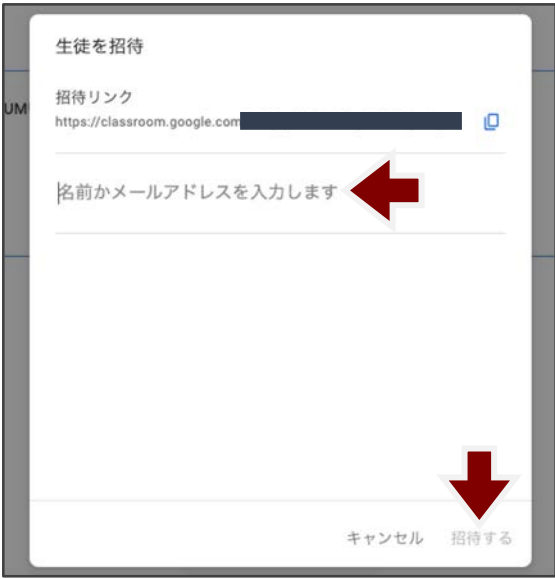 生徒を招待
招待リンク
UM
https://classroom.google.com
名前かメールアドレスを入力します
キャンセル 招待する